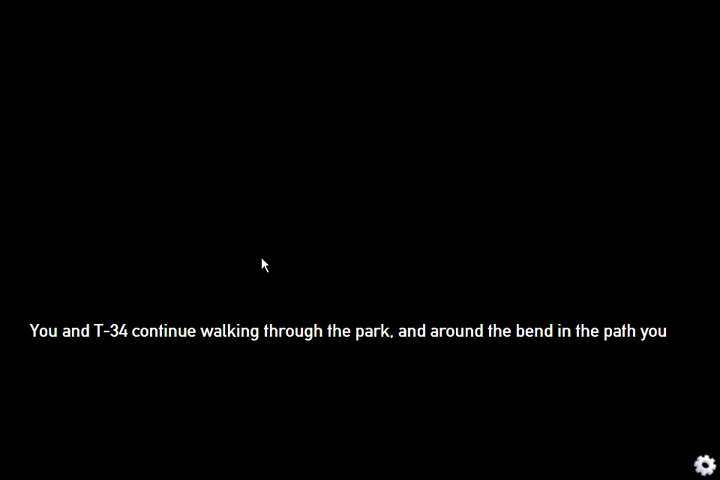 You and T-34 continue walking through the park, and around the bend in the path you